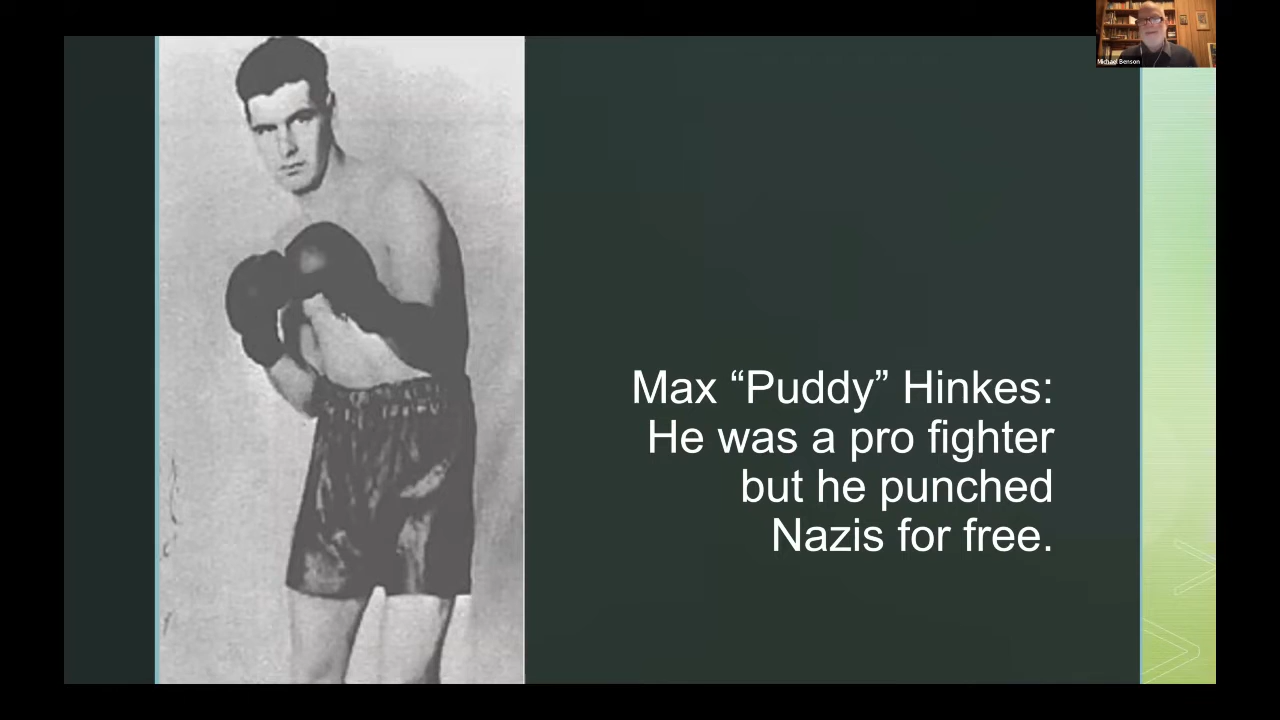 Michael Benson
Max “Puddy” Hinkes:
He was a pro fighter
but he punched
Nazis for free.